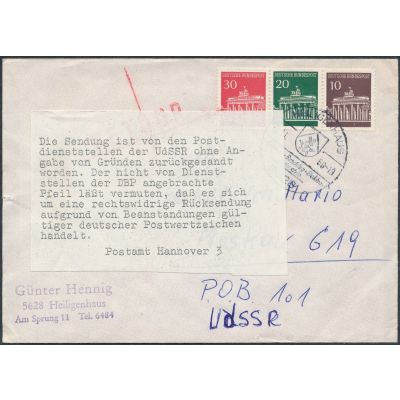 30 20 10
DEUTSCHE BUNDESPOST DEUTSCHE BUNDESPOST DEUTSCHE BUNDESPOST
Die Sendung ist von den Post-
dienststellen der UdSSR ohne An-
gabe von Gründen zurückgesandt
worden. Der nicht von Dienst-
stellen der DBP angebrachte
Pfeil läßt vermuten, daß es sich
um eine rechtswidrige Rücksendung
aufgrund von Beanstandungen gül-
tiger deutscher Postwertzeichen
handelt.
Postamt Hannover 3
Mario
G 19
P.O.B. 101
UdSSR
Günter Hennig
5628 Heiligenhaus
Am Sprung 11 Tel. 6484